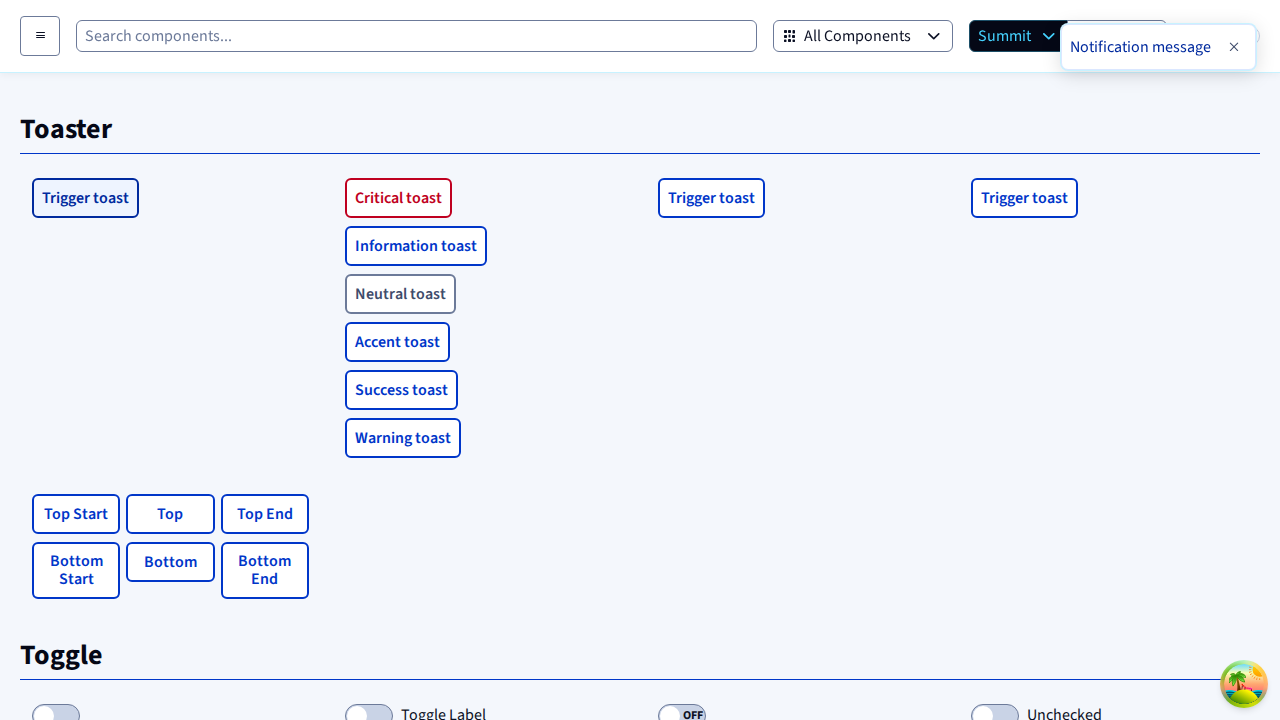 Search components...
All Components
Summit
Notification message
Toaster
Trigger toast
Critical toast
Trigger toast
Trigger toast
Information toast
Neutral toast
Accent toast
Success toast
Warning toast
Top Start
Top
Top End
Bottom
Start
Bottom
Bottom
End
Toggle
Toggle Label
OFF
Unchecked